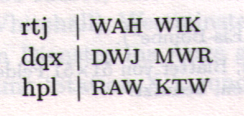 rtj | WAH WIK
dqx | DWJ MWR
hpl | RAW KTW